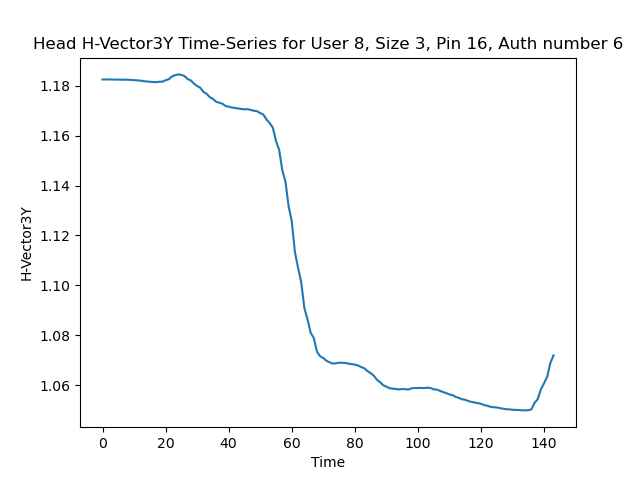 Head H-Vector3Y Time-Series for User 8, Size 3, Pin 16, Auth number 6
1.18
1.16
1.14
1.12
1.10
1.08
1.06
H-Vector3Y
0 20 40 60 80 100 120 140
Time